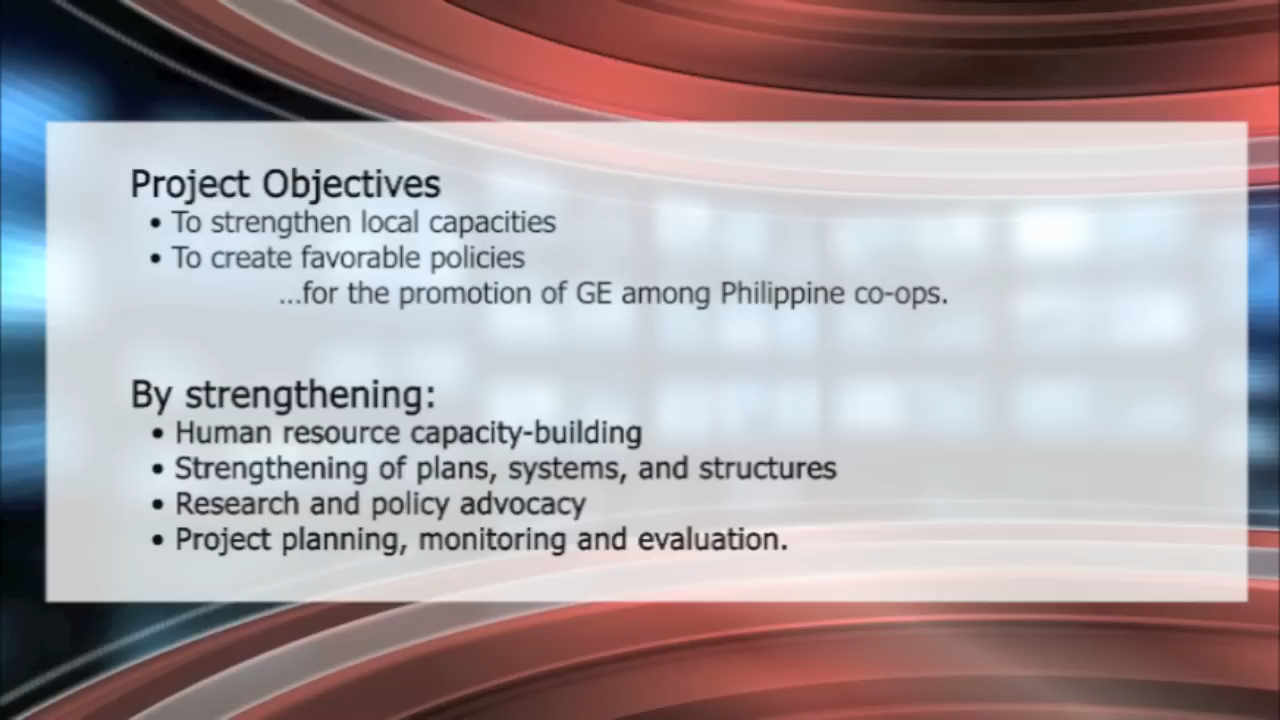 Project Objectives
• To strengthen local capacities
• To create favorable policies
...for the promotion of GE among Philippine co-ops.
By strengthening:
• Human resource capacity-building
• Strengthening of plans, systems, and structures
• Research and policy advocacy
• Project planning, monitoring and evaluation.